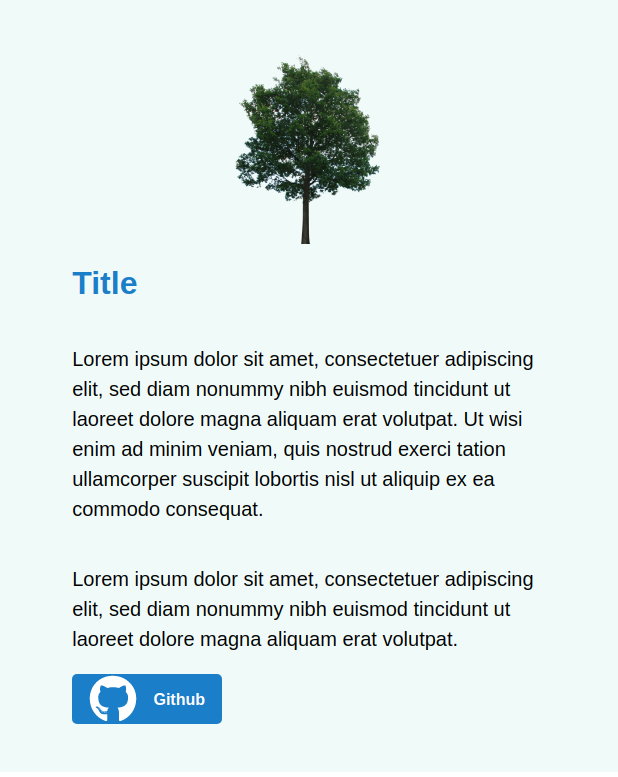 Title
Lorem ipsum dolor sit amet, consectetuer adipiscing
elit, sed diam nonummy nibh euismod tincidunt ut
laoreet dolore magna aliquam erat volutpat. Ut wisi
enim ad minim veniam, quis nostrud exerci tation
ullamcorper suscipit lobortis nisl ut aliquip ex ea
commodo consequat.
Lorem ipsum dolor sit amet, consectetuer adipiscing
elit, sed diam nonummy nibh euismod tincidunt ut
laoreet dolore magna aliquam erat volutpat.
Github